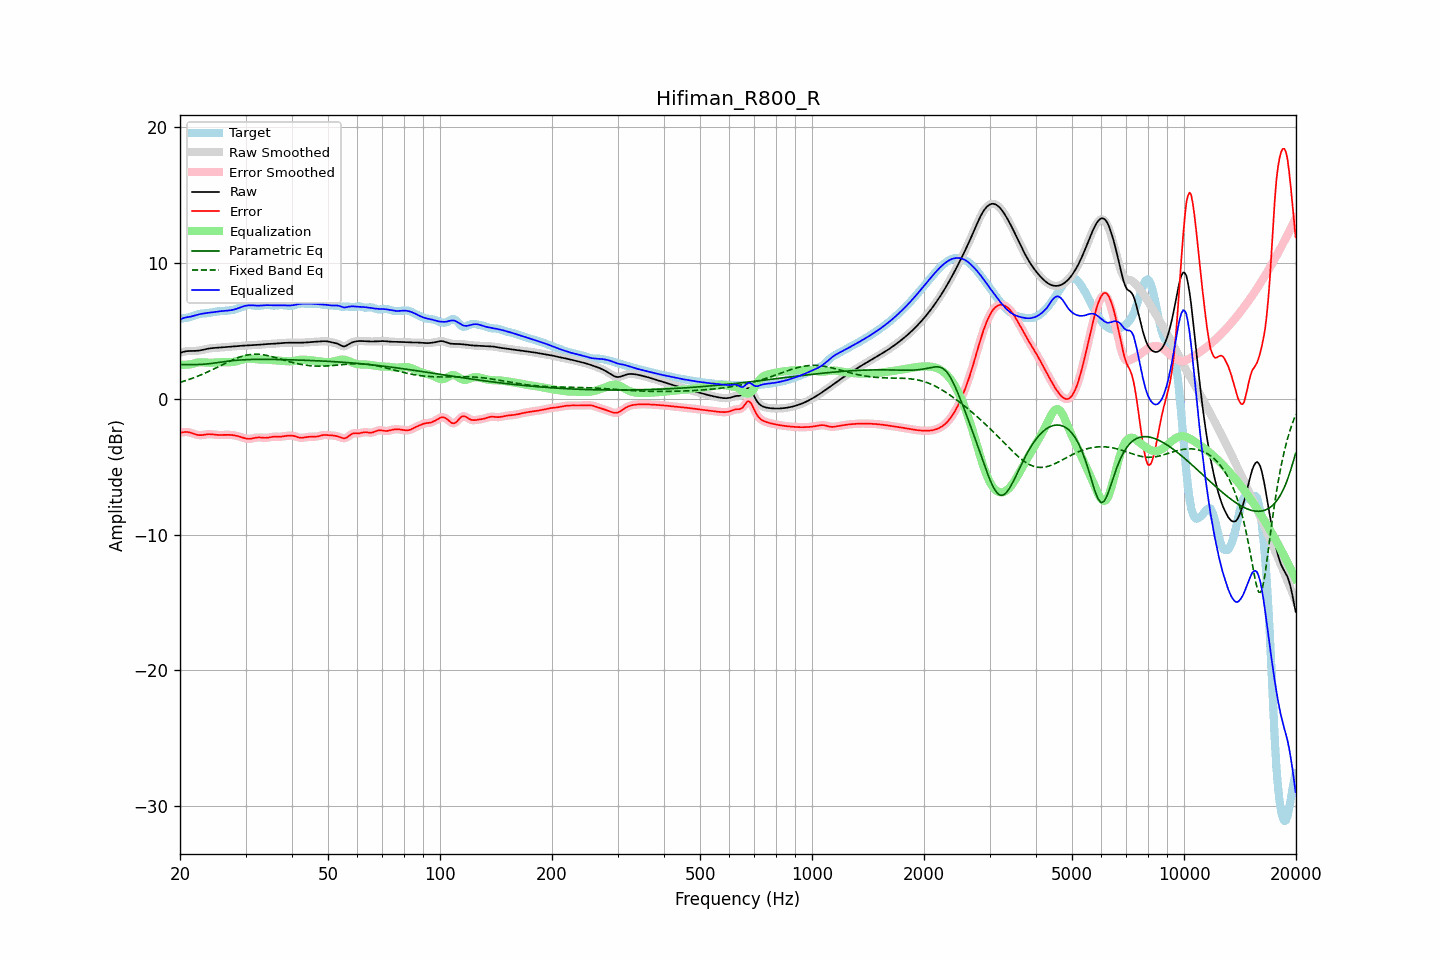 Hifiman_R800_R
Target
Raw Smoothed
Error Smoothed
Raw
Error
Equalization
Parametric Eq
Fixed Band Eq
Equalized
20
10
0
−10
−20
−30
Amplitude (dBr)
20 50 100 200 500 1000 2000 5000 10000 20000
Frequency (Hz)